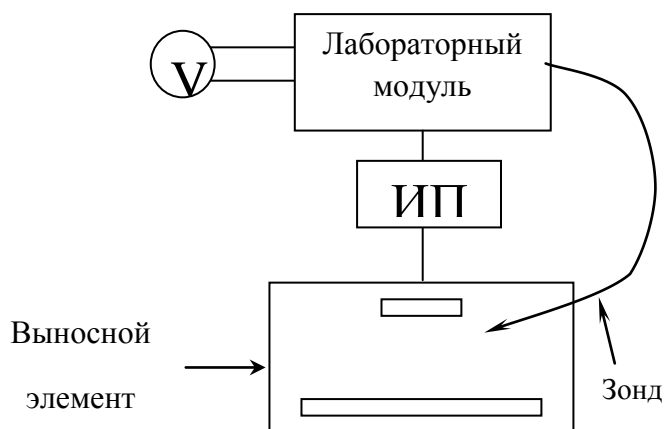 V
Лабораторный
модуль
ИП
Выносной
элемент
Зонд